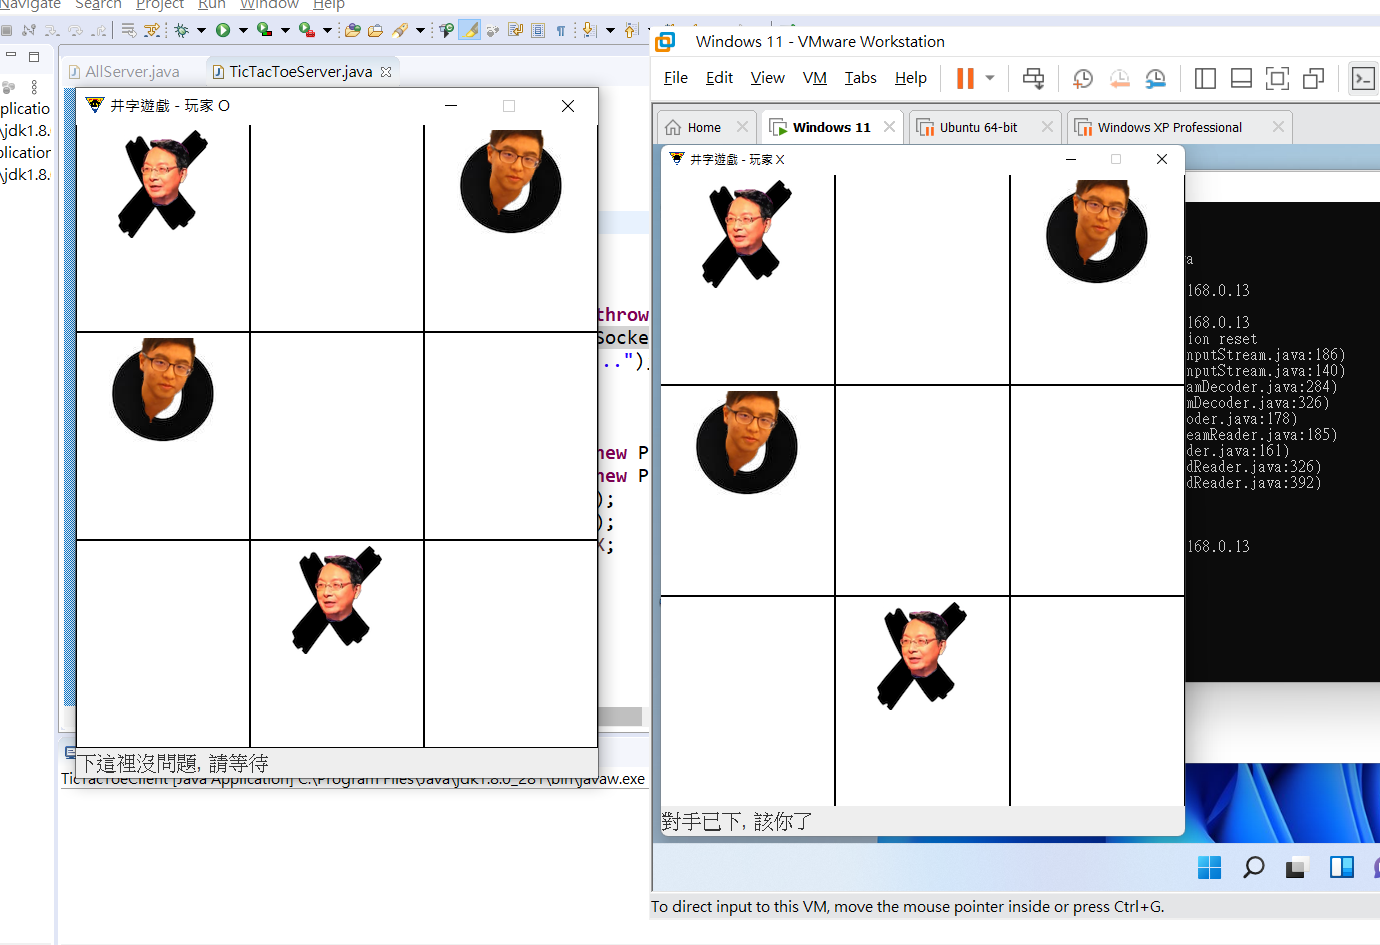 Navigate Search Project Run Window Help
AllServer.java
TicTacToeServer.java
plicatio
\jdk1.8.
plication
\jdk1.8.
井字遊戲 - 玩家 O
throw
Socke
..")
new P
new P
);
);
X;
下這裡沒問題, 請等待
TicTacToeClient [Java Application] C:\Program Files\Java\jdk1.8.0_281\bin\javaw.exe
Windows 11 - VMware Workstation
File Edit View VM Tabs Help
Home
Windows 11
Ubuntu 64-bit
Windows XP Professional
井字遊戲 - 玩家 X
a
168.0.13
168.0.13
ion reset
nputStream.java:186)
nputStream.java:140)
amDecoder.java:284)
mDecoder.java:326)
oder.java:178)
eamReader.java:185)
der.java:161)
dReader.java:326)
dReader.java:392)
168.0.13
對手已下, 該你了
To direct input to this VM, move the mouse pointer inside or press Ctrl+G.